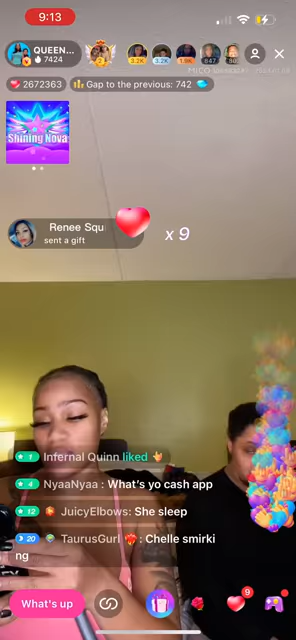 9:13
QUEEN...
7424
3.2K
3.2K
1.9K
847
2672363
Gap to the previous: 742
Shining Nova
Renee Squ
sent a gift
x 9
1 Infernal Quinn liked
4 NyaaNyaa : What's yo cash app
12 JuicyElbows: She sleep
20 TaurusGurl : Chelle smirki
ng
What's up
9